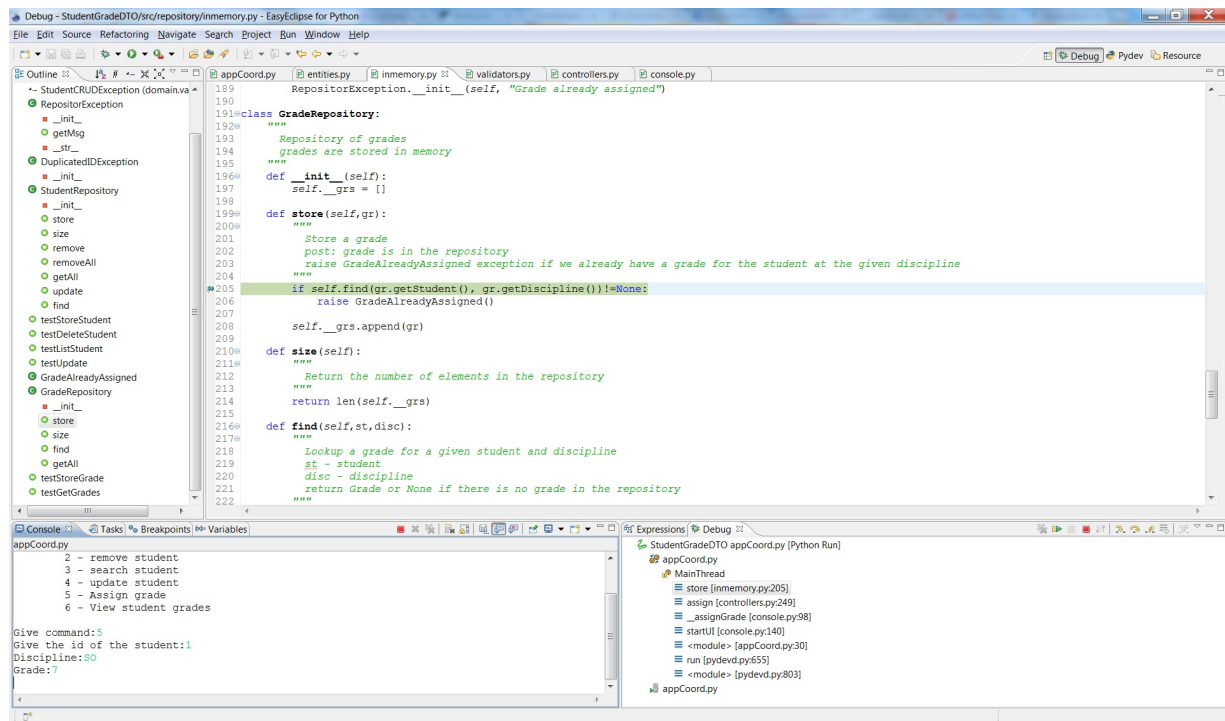 Debug - StudentGradeDTO/src/repository/inmemory.py - EasyEclipse for Python
File Edit Source Refactoring Navigate Search Project Run Window Help
Debug Pydev Resource
Outline
StudentCRUDException (domain.va
RepositorException
__init__
getMsg
__str__
DuplicatedIDException
__init__
StudentRepository
__init__
store
size
remove
removeAll
getAll
update
find
testStoreStudent
testDeleteStudent
testListStudent
testUpdate
GradeAlreadyAssigned
GradeRepository
__init__
store
size
find
getAll
testStoreGrade
testGetGrades
appCoord.py entities.py inmemory.py validators.py controllers.py console.py
189 RepositorException.__init__(self, "Grade already assigned")
190
191 class GradeRepository:
192 """
193 Repository of grades
194 grades are stored in memory
195 """
196 def __init__(self):
197 self.__grs = []
198
199 def store(self,gr):
200 """
201 Store a grade
202 post: grade is in the repository
203 raise GradeAlreadyAssigned exception if we already have a grade for the student at the given discipline
204 """
205 if self.find(gr.getStudent(), gr.getDiscipline())!=None:
206 raise GradeAlreadyAssigned()
207
208 self.__grs.append(gr)
209
210 def size(self):
211 """
212 Return the number of elements in the repository
213 """
214 return len(self.__grs)
215
216 def find(self,st,disc):
217 """
218 Lookup a grade for a given student and discipline
219 st - student
220 disc - discipline
221 return Grade or None if there is no grade in the repository
222 """
Console Tasks Breakpoints Variables
appCoord.py
2 - remove student
3 - search student
4 - update student
5 - Assign grade
6 - View student grades
Give command:5
Give the id of the student:1
Discipline:SO
Grade:7
Expressions Debug
StudentGradeDTO appCoord.py [Python Run]
appCoord.py
MainThread
store [inmemory.py:205]
assign [controllers.py:249]
__assignGrade [console.py:98]
startUI [console.py:140]
<module> [appCoord.py:30]
run [pydevd.py:655]
<module> [pydevd.py:803]
appCoord.py